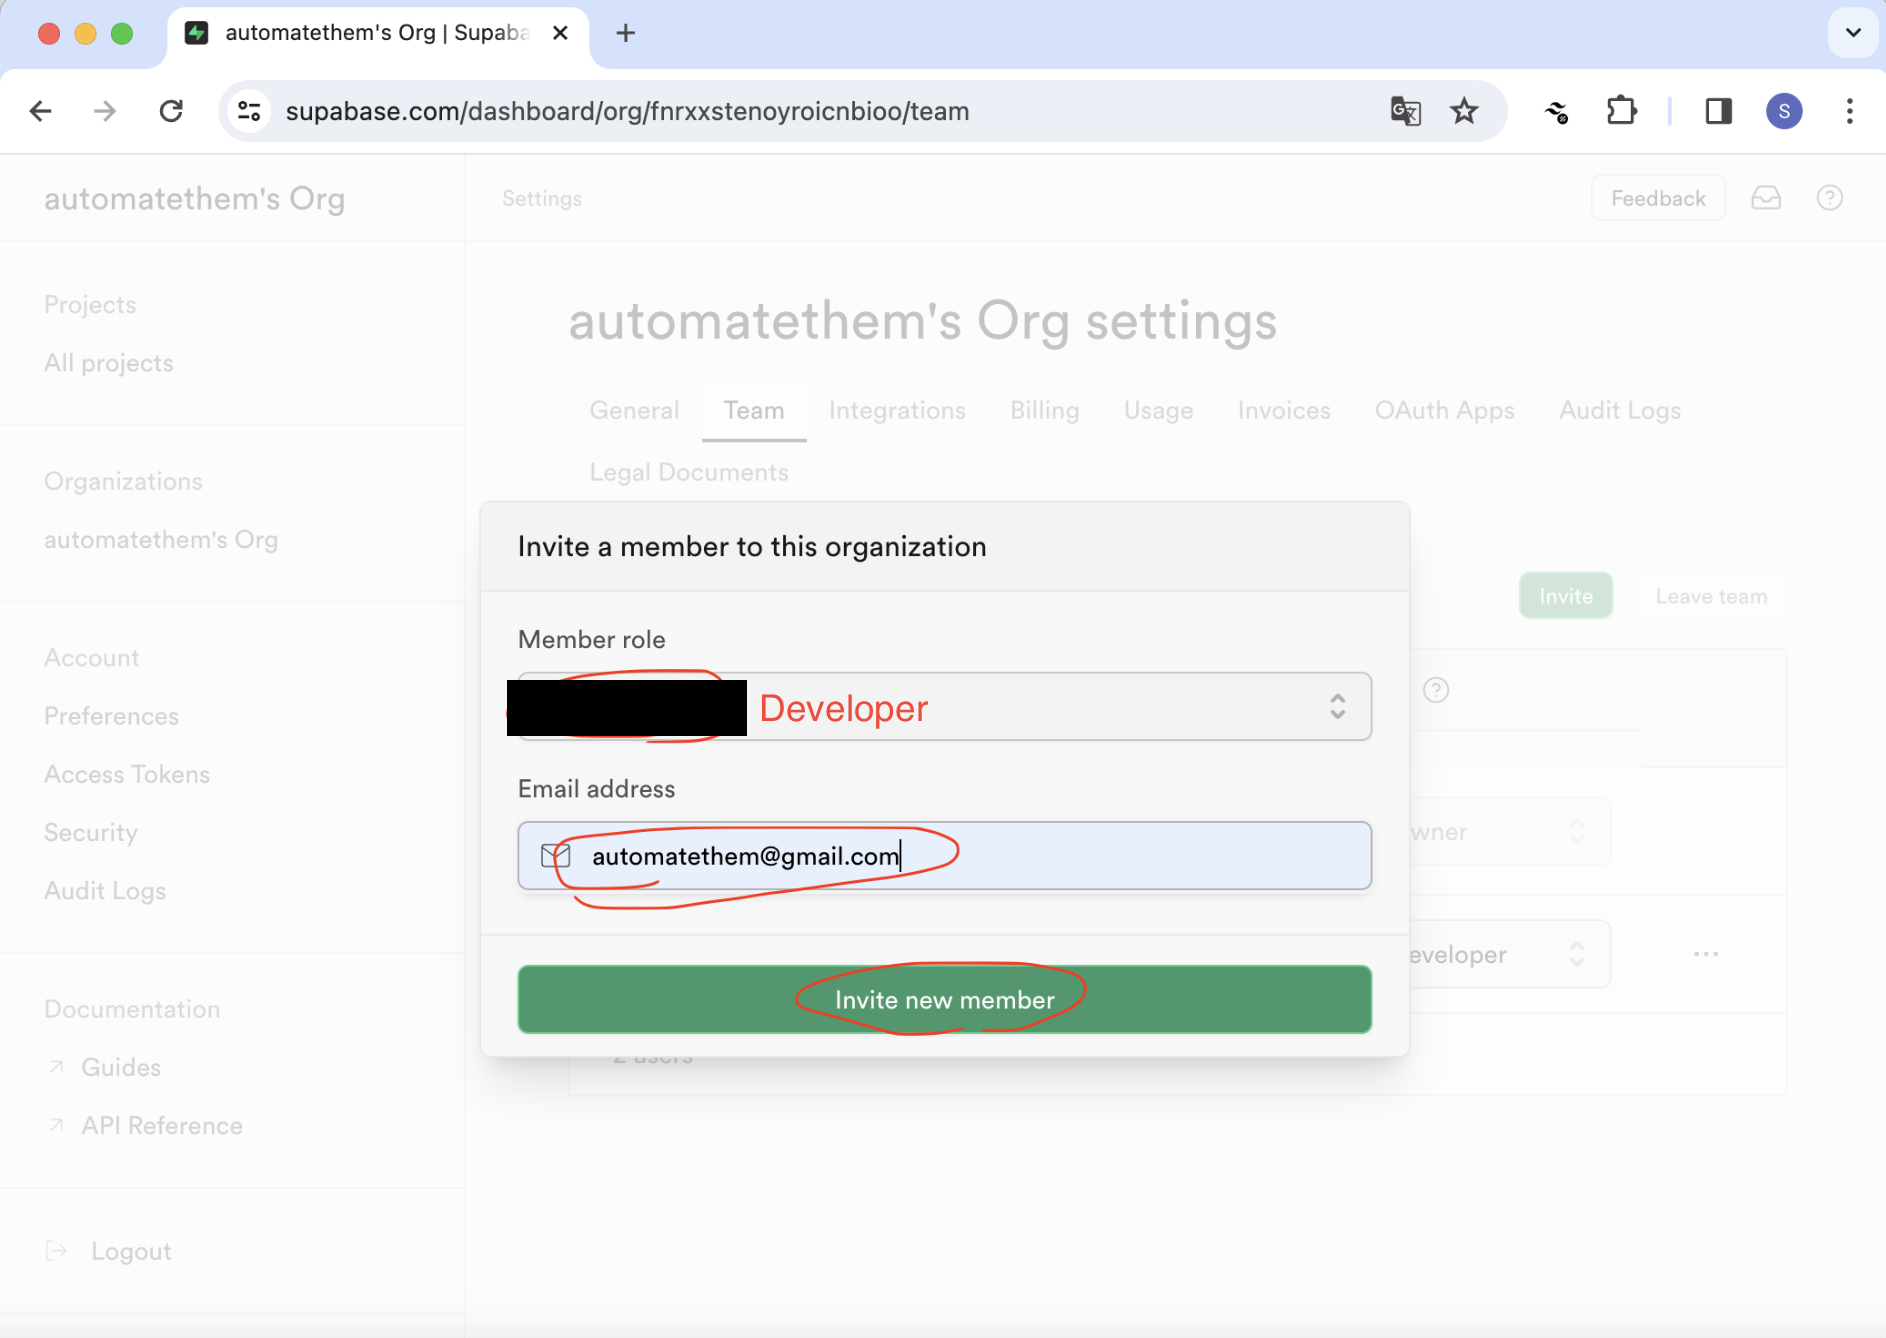 automatethem's Org | Supaba
supabase.com/dashboard/org/fnrxxstenoyroicnbioo/team
S
automatethem's Org
Settings
Feedback
Projects
All projects
Organizations
automatethem's Org
Account
Preferences
Access Tokens
Security
Audit Logs
Documentation
Guides
API Reference
Logout
automatethem's Org settings
General Team Integrations Billing Usage Invoices OAuth Apps Audit Logs
Legal Documents
Invite Leave team
Invite a member to this organization
Member role
Developer
Email address
automatethem@gmail.com
Invite new member
wner
eveloper
2 users